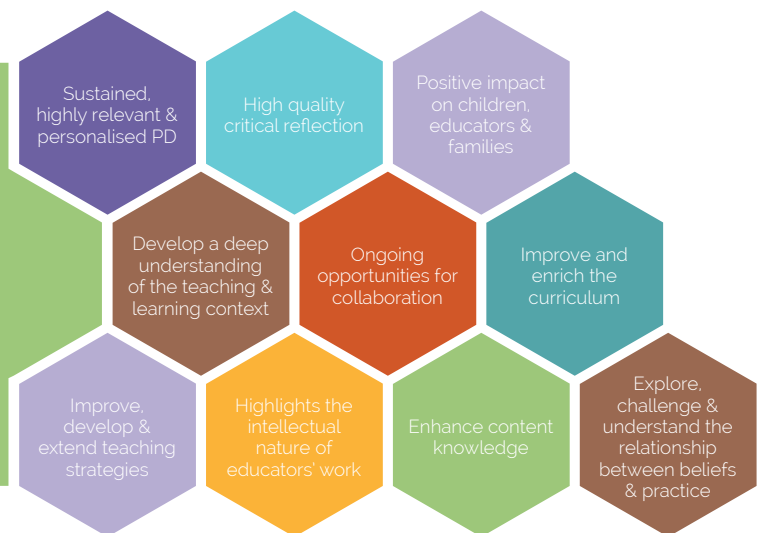 Sustained,
highly relevant &
personalised PD
High quality
critical reflection
Positive impact
on children,
educators &
families
Develop a deep
understanding
of the teaching &
learning context
Ongoing
opportunities for
collaboration
Improve and
enrich the
curriculum
Improve,
develop &
extend teaching
strategies
Highlights the
intellectual
nature of
educators' work
Enhance content
knowledge
Explore,
challenge &
understand the
relationship
between beliefs
& practice